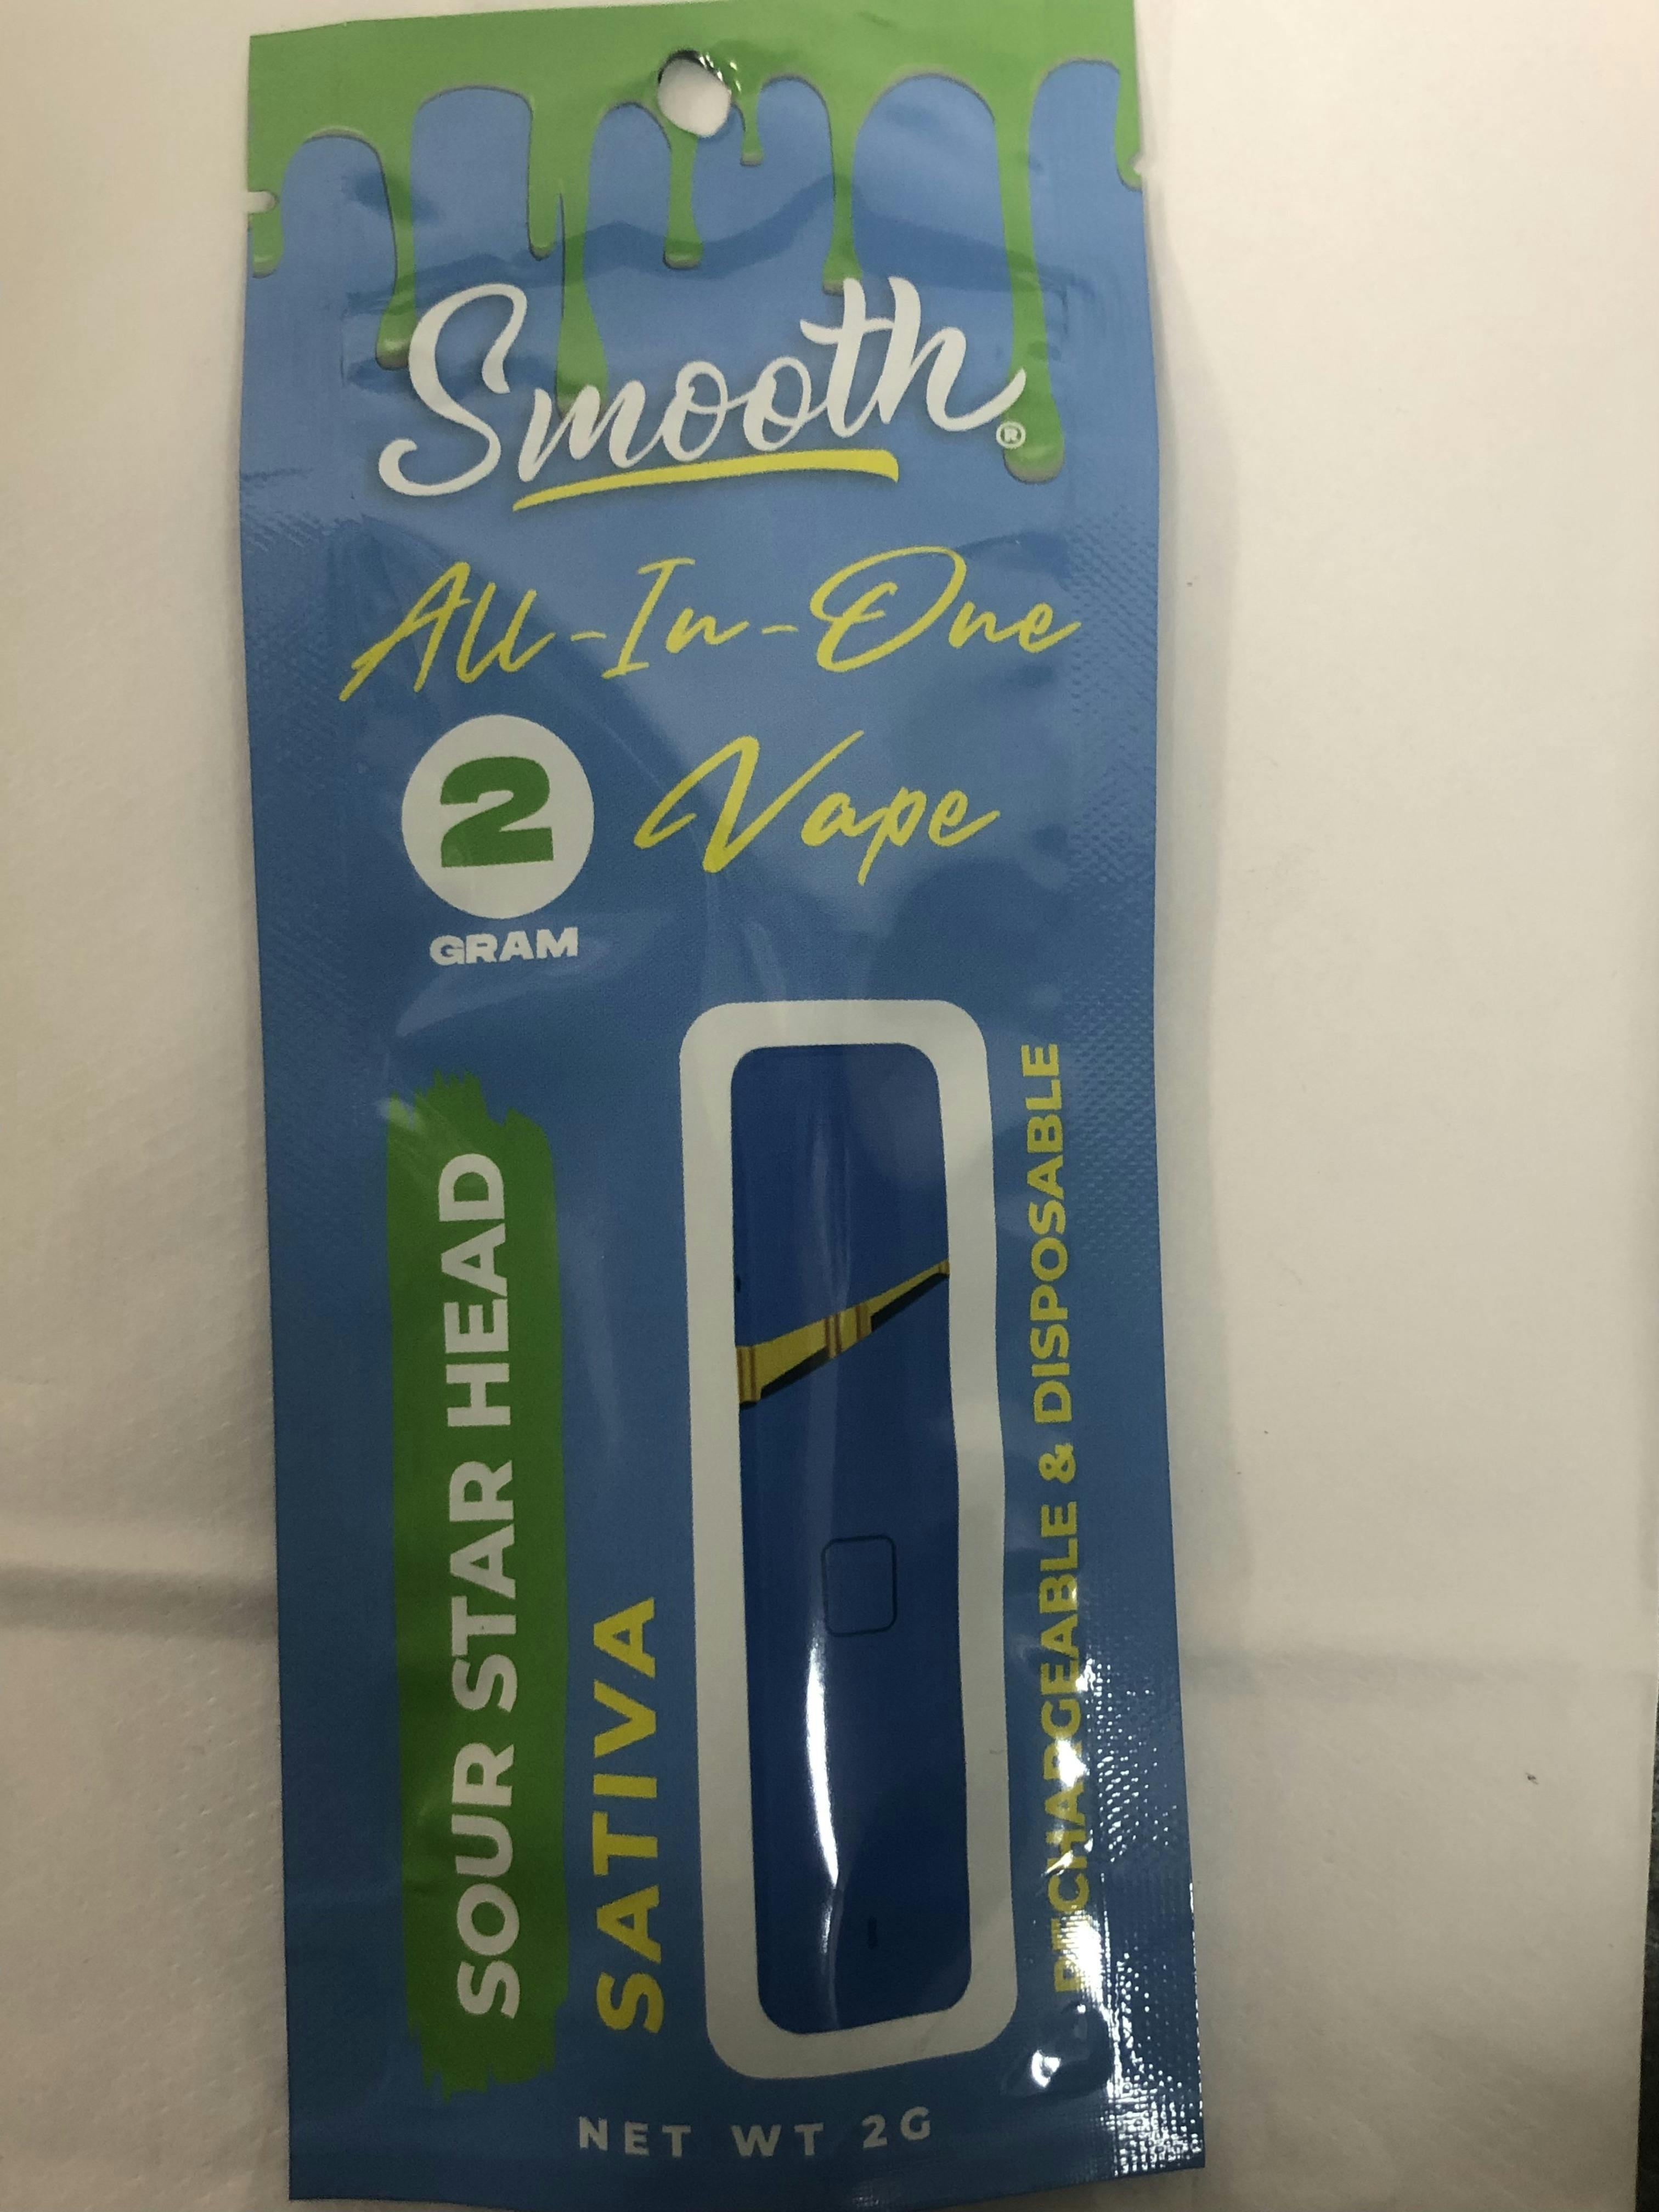 Smooth®
All-In-One
2 Vape
GRAM
SOUR STAR HEAD
SATIVA
RECHARGEABLE & DISPOSABLE
NET WT 2G